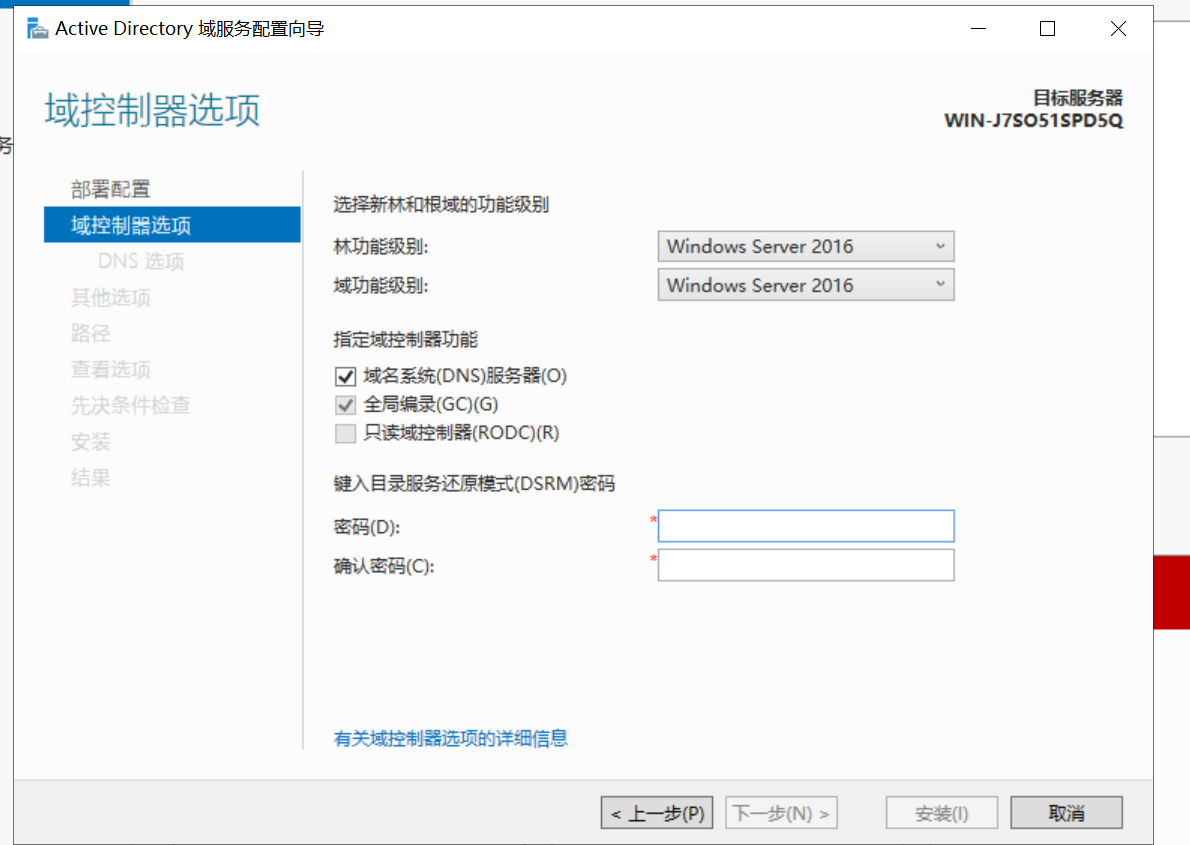 Active Directory 域服务配置向导
域控制器选项
目标服务器
WIN-J7SO51SPD5Q
务
部署配置
域控制器选项
DNS 选项
其他选项
路径
查看选项
先决条件检查
安装
结果
选择新林和根域的功能级别
林功能级别: Windows Server 2016
域功能级别: Windows Server 2016
指定域控制器功能
域名系统(DNS)服务器(O)
全局编录(GC)(G)
只读域控制器(RODC)(R)
键入目录服务还原模式(DSRM)密码
密码(D): *
确认密码(C): *
有关域控制器选项的详细信息
< 上一步(P) 下一步(N) > 安装(I) 取消